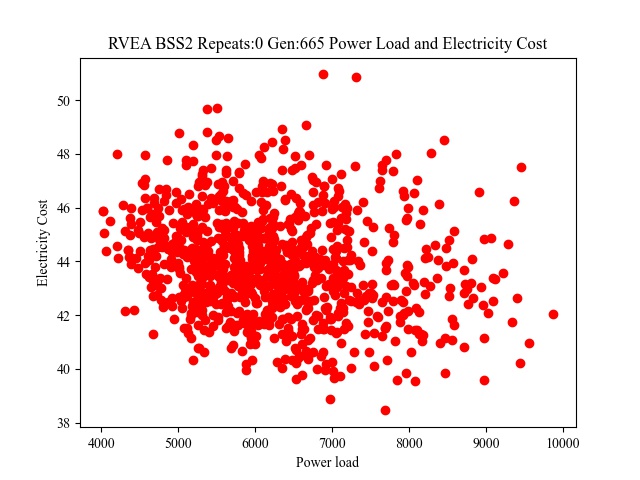 RVEA BSS2 Repeats:0 Gen:665 Power Load and Electricity Cost
50
48
46
44
42
40
38
Electricity Cost
4000 5000 6000 7000 8000 9000 10000
Power load